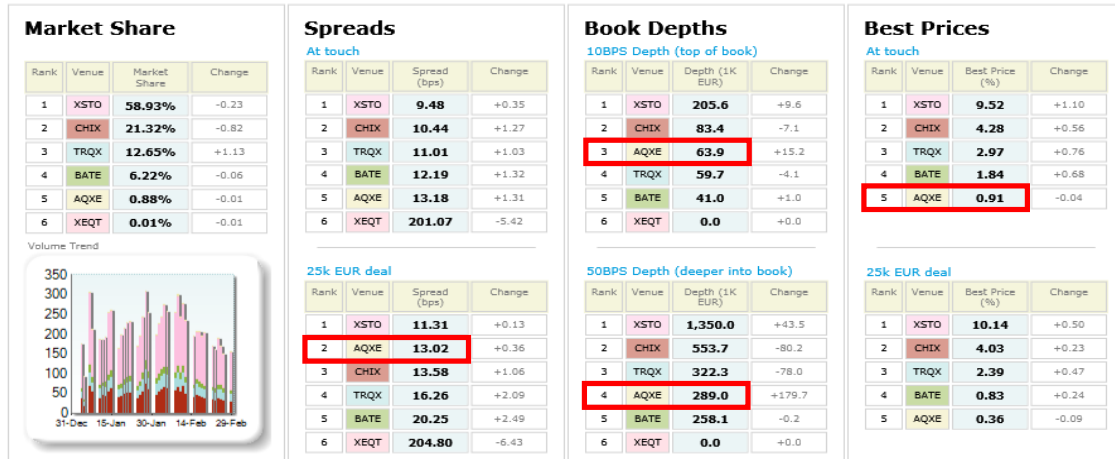 Market Share
Rank Venue Market Share Change
1 XSTO 58.93% -0.23
2 CHIX 21.32% -0.82
3 TRQX 12.65% +1.13
4 BATE 6.22% -0.06
5 AQXE 0.88% -0.01
6 XEQT 0.01% -0.01
Volume Trend
350
300
250
200
150
100
50
0
31-Dec 15-Jan 30-Jan 14-Feb 29-Feb
Spreads
At touch
Rank Venue Spread (bps) Change
1 XSTO 9.48 +0.35
2 CHIX 10.44 +1.27
3 TRQX 11.01 +1.03
4 BATE 12.19 +1.32
5 AQXE 13.18 +1.31
6 XEQT 201.07 -5.42
25k EUR deal
Rank Venue Spread (bps) Change
1 XSTO 11.31 +0.13
2 AQXE 13.02 +0.36
3 CHIX 13.58 +1.06
4 TRQX 16.26 +2.09
5 BATE 20.25 +2.49
6 XEQT 204.80 -6.43
Book Depths
10BPS Depth (top of book)
Rank Venue Depth (1K EUR) Change
1 XSTO 205.6 +9.6
2 CHIX 83.4 -7.1
3 AQXE 63.9 +15.2
4 TRQX 59.7 -4.1
5 BATE 41.0 +1.0
6 XEQT 0.0 +0.0
50BPS Depth (deeper into book)
Rank Venue Depth (1K EUR) Change
1 XSTO 1,350.0 +43.5
2 CHIX 553.7 -80.2
3 TRQX 322.3 -78.0
4 AQXE 289.0 +179.7
5 BATE 258.1 -0.2
6 XEQT 0.0 +0.0
Best Prices
At touch
Rank Venue Best Price (%) Change
1 XSTO 9.52 +1.10
2 CHIX 4.28 +0.56
3 TRQX 2.97 +0.76
4 BATE 1.84 +0.68
5 AQXE 0.91 -0.04
25k EUR deal
Rank Venue Best Price (%) Change
1 XSTO 10.14 +0.50
2 CHIX 4.03 +0.23
3 TRQX 2.39 +0.47
4 BATE 0.83 +0.24
5 AQXE 0.36 -0.09